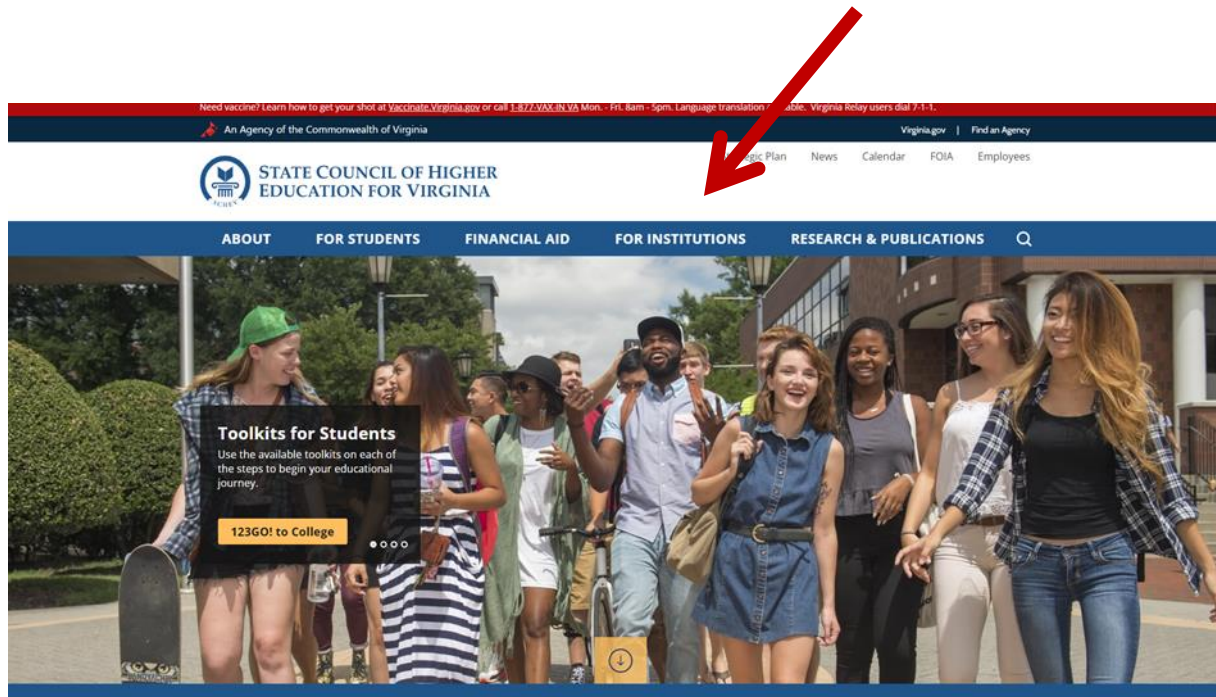 Need vaccine? Learn how to get your shot at Vaccinate.Virginia.gov or call 1-877-VAX-IN VA Mon. - Fri. 8am - 5pm. Language translation Virginia Relay users dial 7-1-1.
An Agency of the Commonwealth of Virginia
Virginia.gov | Find an Agency
Plan News Calendar FOIA Employees
STATE COUNCIL OF HIGHER
EDUCATION FOR VIRGINIA
SCHEV
ABOUT FOR STUDENTS FINANCIAL AID FOR INSTITUTIONS RESEARCH & PUBLICATIONS
Toolkits for Students
Use the available toolkits on each of
the steps to begin your educational
journey.
123GO! to College